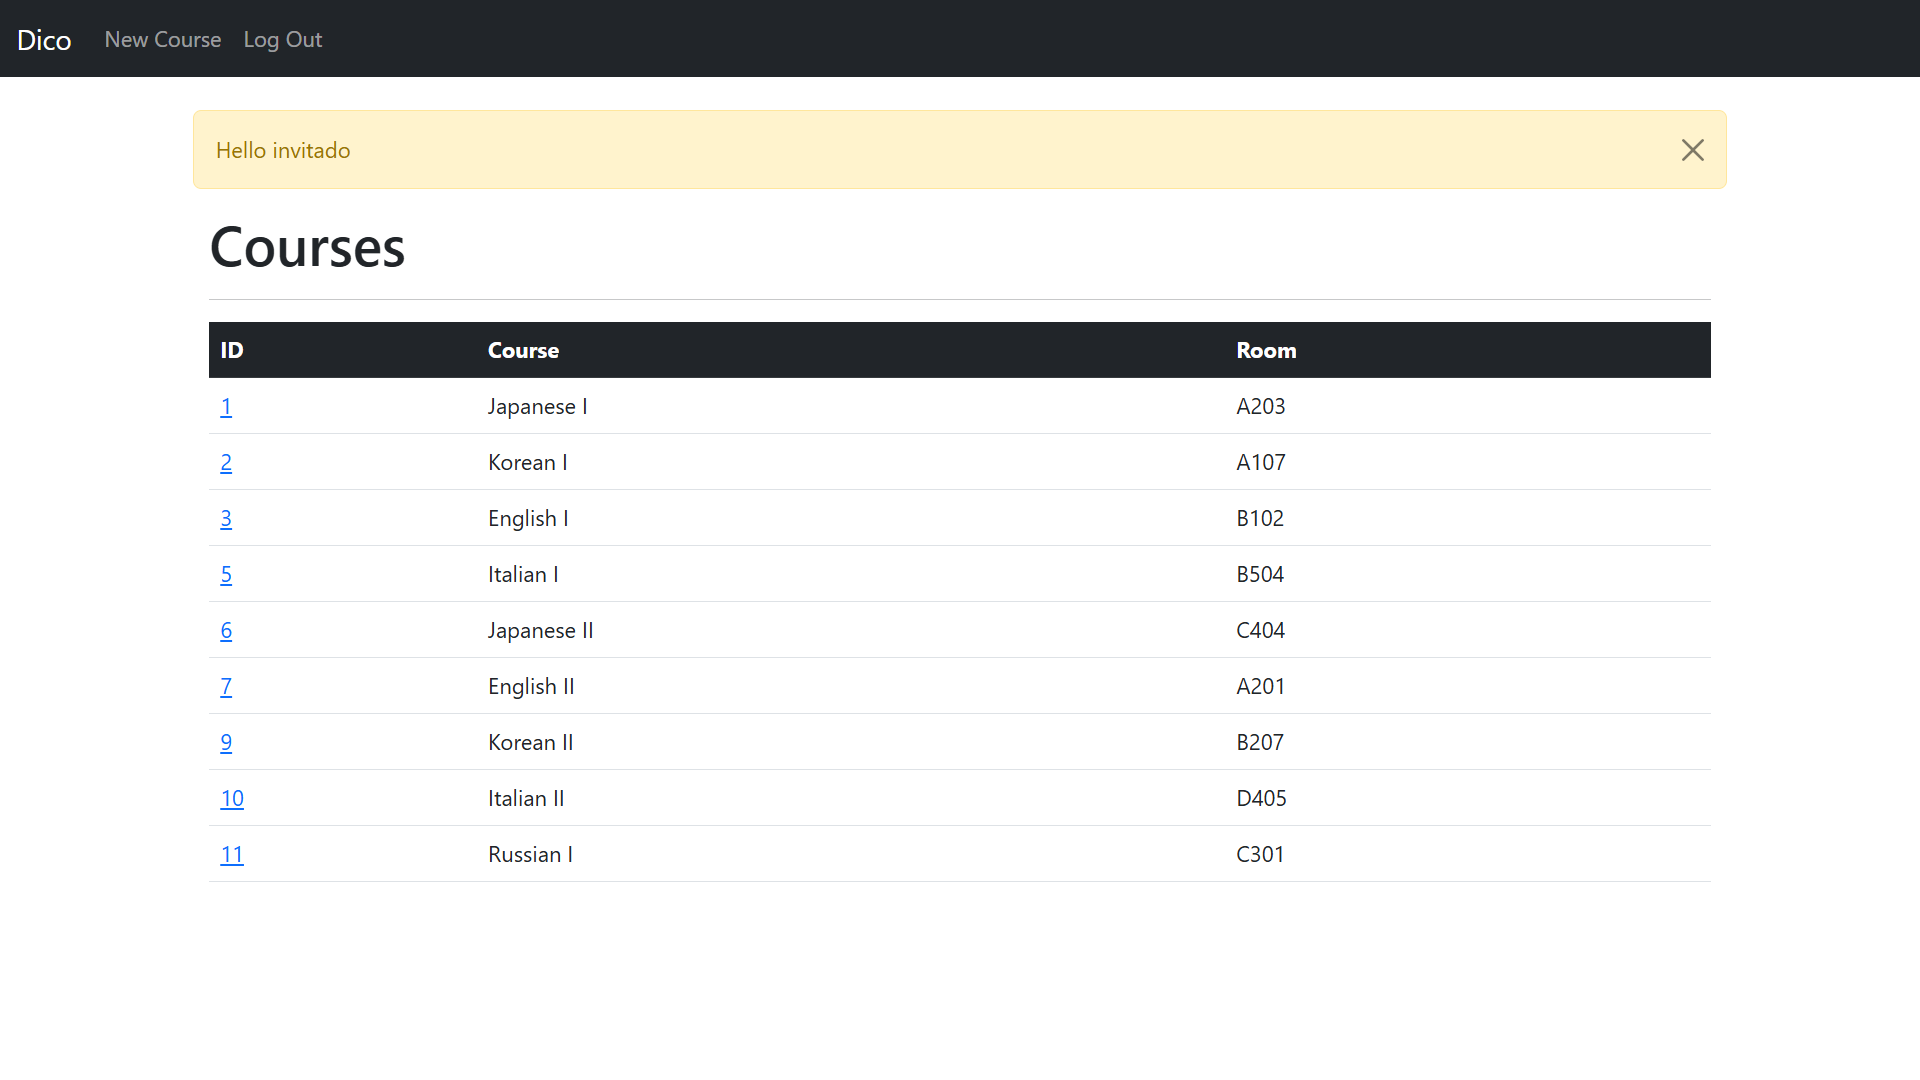 Dico New Course Log Out
Hello invitado
Courses
ID Course Room
1 Japanese I A203
2 Korean I A107
3 English I B102
5 Italian I B504
6 Japanese II C404
7 English II A201
9 Korean II B207
10 Italian II D405
11 Russian I C301